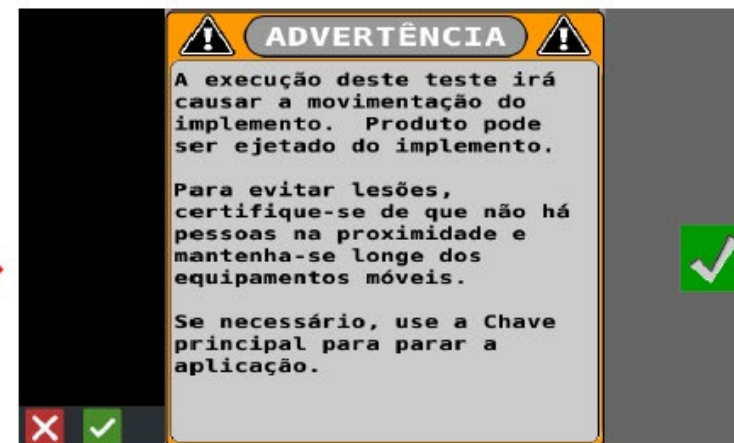 ADVERTÊNCIA
A execução deste teste irá
causar a movimentação do
implemento.  Produto pode
ser ejetado do implemento.
Para evitar lesões,
certifique-se de que não há
pessoas na proximidade e
mantenha-se longe dos
equipamentos móveis.
Se necessário, use a Chave
principal para parar a
aplicação.